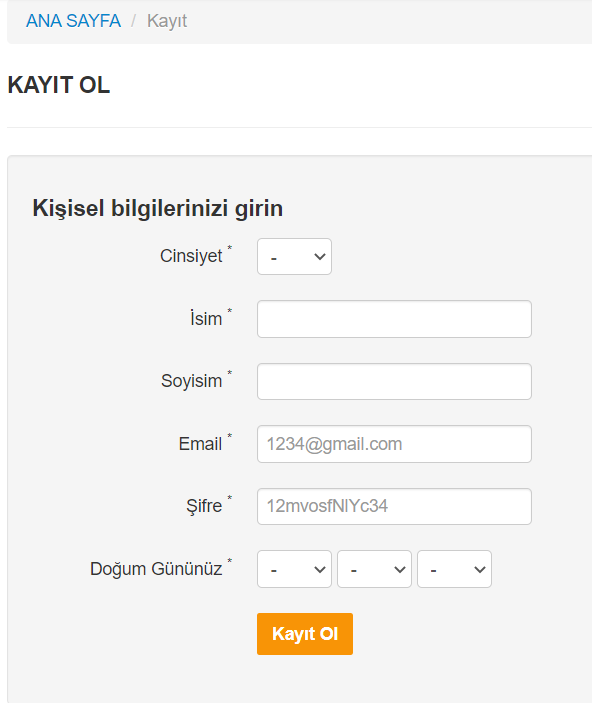 ANA SAYFA / Kayıt
KAYIT OL
Kişisel bilgilerinizi girin
Cinsiyet * -
İsim *
Soyisim *
Email * 1234@gmail.com
Şifre * 12mvosfNlYc34
Doğum Gününüz * - - -
Kayıt Ol